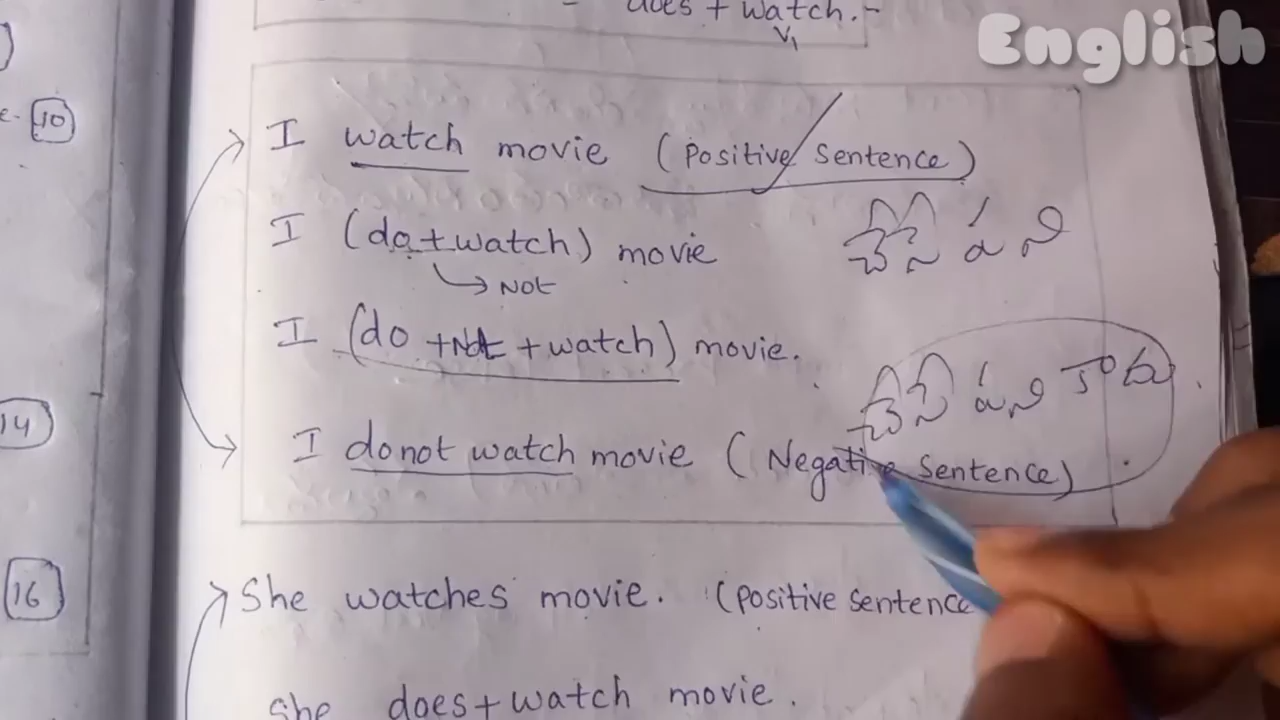 does + watch.-
V1
English
10
I watch movie (Positive Sentence)
I (do + watch) movie
→ Not
I (do + Not + watch) movie.
14
I donot watch movie (Negative Sentence)
16
She watches movie. (positive sentence
She does + watch movie.